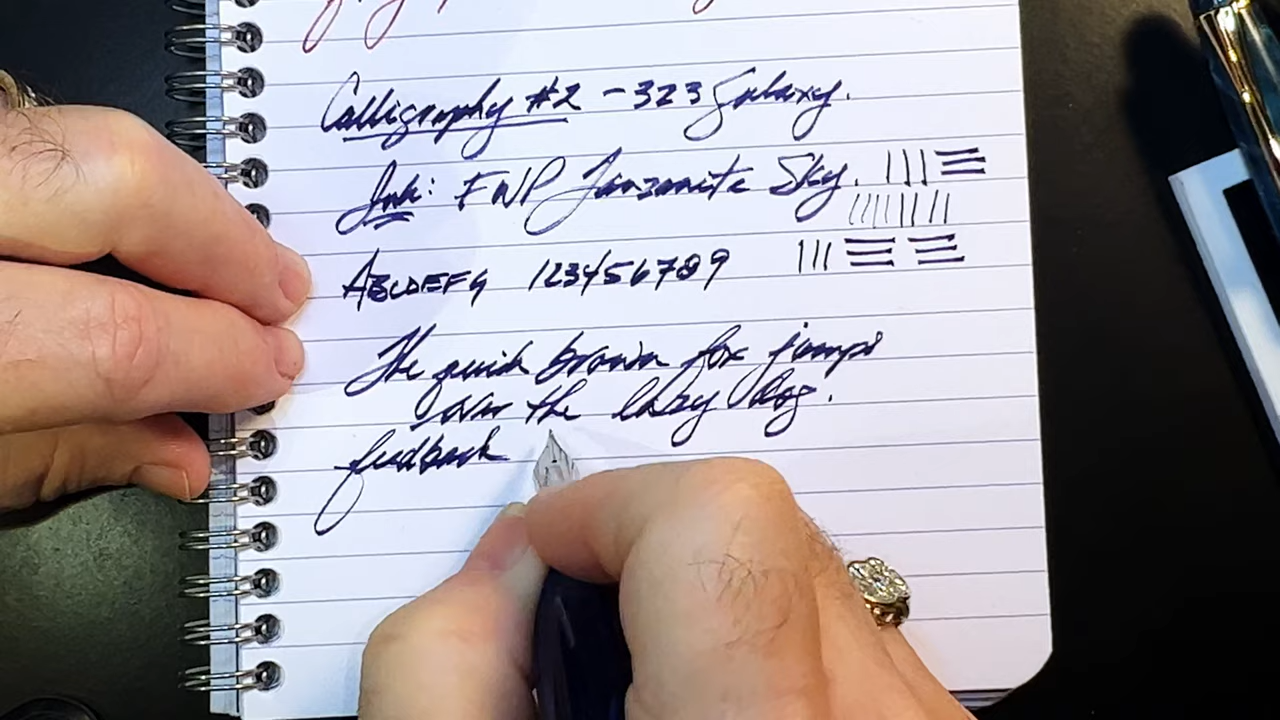 Calligraphy #2 - 323 Galaxy.
Ink: FWP Tanzanite Sky.
ABCDEFG 123456789
The quick brown fox jumps
over the lazy dog.
feedback